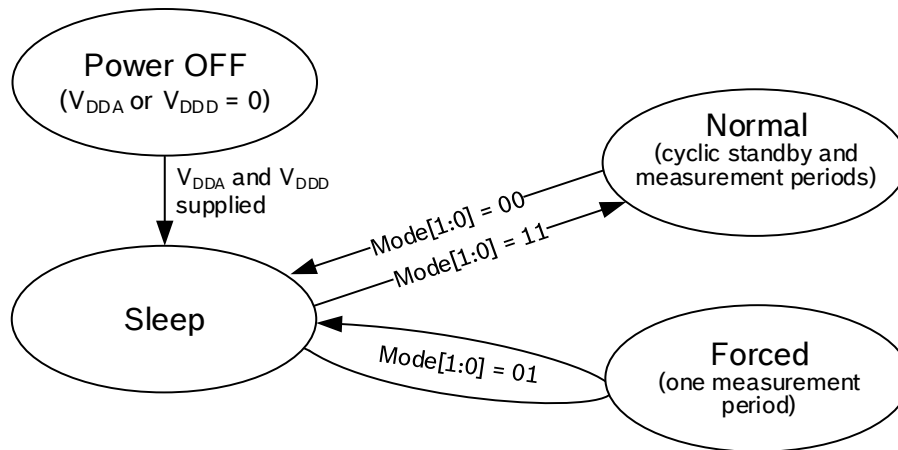 Power OFF
(VDDA or VDDD = 0)
VDDA and VDDD
supplied
Normal
(cyclic standby and
measurement periods)
Mode[1:0] = 00
Mode[1:0] = 11
Sleep
Mode[1:0] = 01
Forced
(one measurement
period)